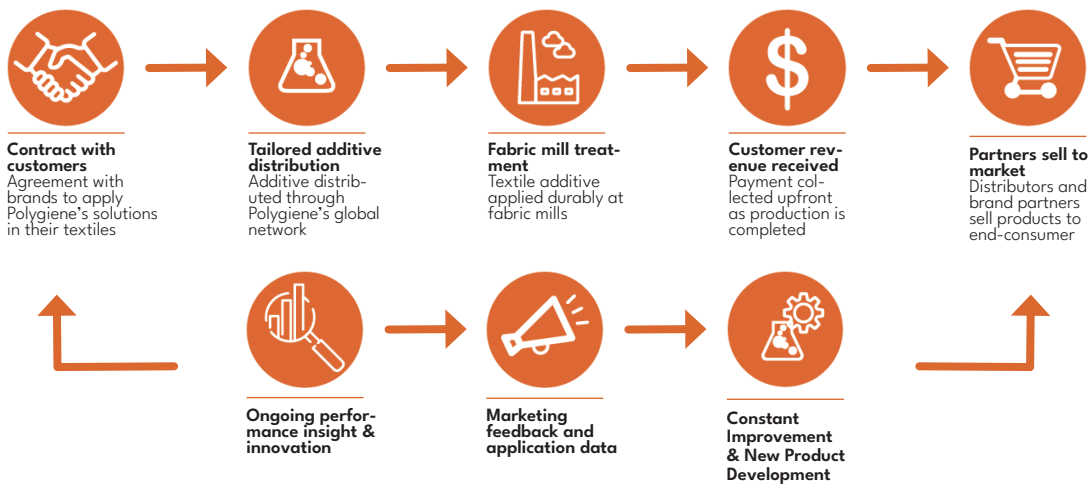 Contract with
customers
Agreement with
brands to apply
Polygiene's solutions
in their textiles
Tailored additive
distribution
Additive distrib-
uted through
Polygiene's global
network
Fabric mill treat-
ment
Textile additive
applied durably at
fabric mills
Customer rev-
enue received
Payment col-
lected upfront
as production is
completed
Partners sell to
market
Distributors and
brand partners
sell products to
end-consumer
Ongoing perfor-
mance insight &
innovation
Marketing
feedback and
application data
Constant
Improvement
& New Product
Development